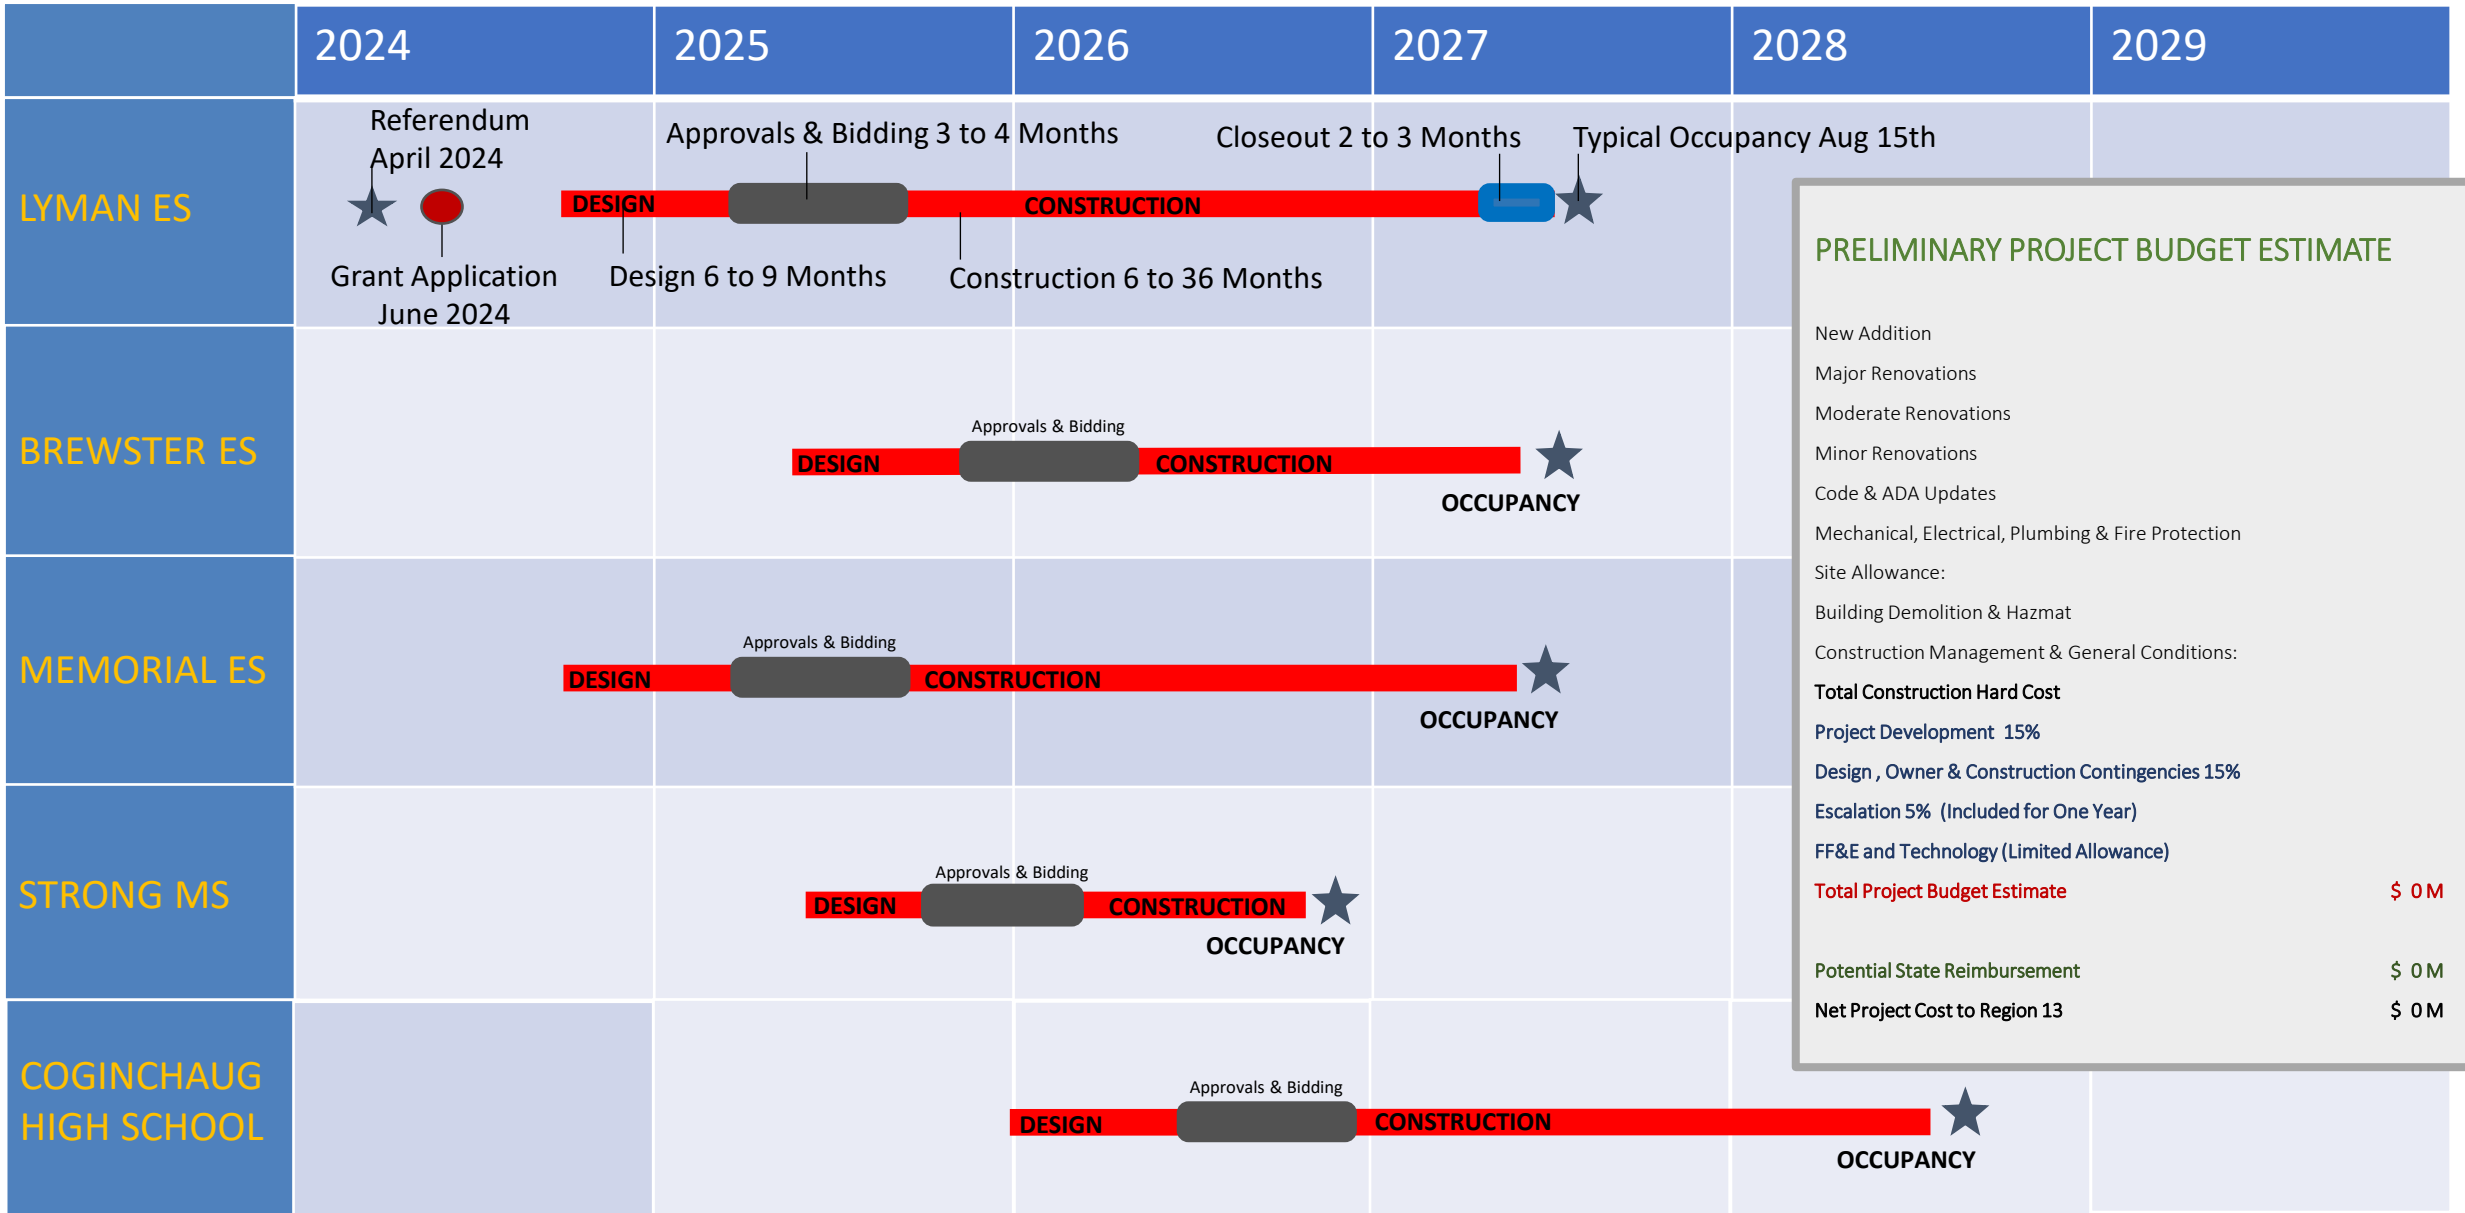 2024
2025
2026
2027
2028
2029
LYMAN ES
Referendum
April 2024
Approvals & Bidding 3 to 4 Months
Closeout 2 to 3 Months
Typical Occupancy Aug 15th
DESIGN
CONSTRUCTION
Grant Application
June 2024
Design 6 to 9 Months
Construction 6 to 36 Months
BREWSTER ES
Approvals & Bidding
DESIGN
CONSTRUCTION
OCCUPANCY
MEMORIAL ES
Approvals & Bidding
DESIGN
CONSTRUCTION
OCCUPANCY
STRONG MS
Approvals & Bidding
DESIGN
CONSTRUCTION
OCCUPANCY
COGINCHAUG
HIGH SCHOOL
Approvals & Bidding
DESIGN
CONSTRUCTION
OCCUPANCY
PRELIMINARY PROJECT BUDGET ESTIMATE
New Addition
Major Renovations
Moderate Renovations
Minor Renovations
Code & ADA Updates
Mechanical, Electrical, Plumbing & Fire Protection
Site Allowance:
Building Demolition & Hazmat
Construction Management & General Conditions:
Total Construction Hard Cost
Project Development 15%
Design , Owner & Construction Contingencies 15%
Escalation 5% (Included for One Year)
FF&E and Technology (Limited Allowance)
Total Project Budget Estimate $ 0 M
Potential State Reimbursement $ 0 M
Net Project Cost to Region 13 $ 0 M